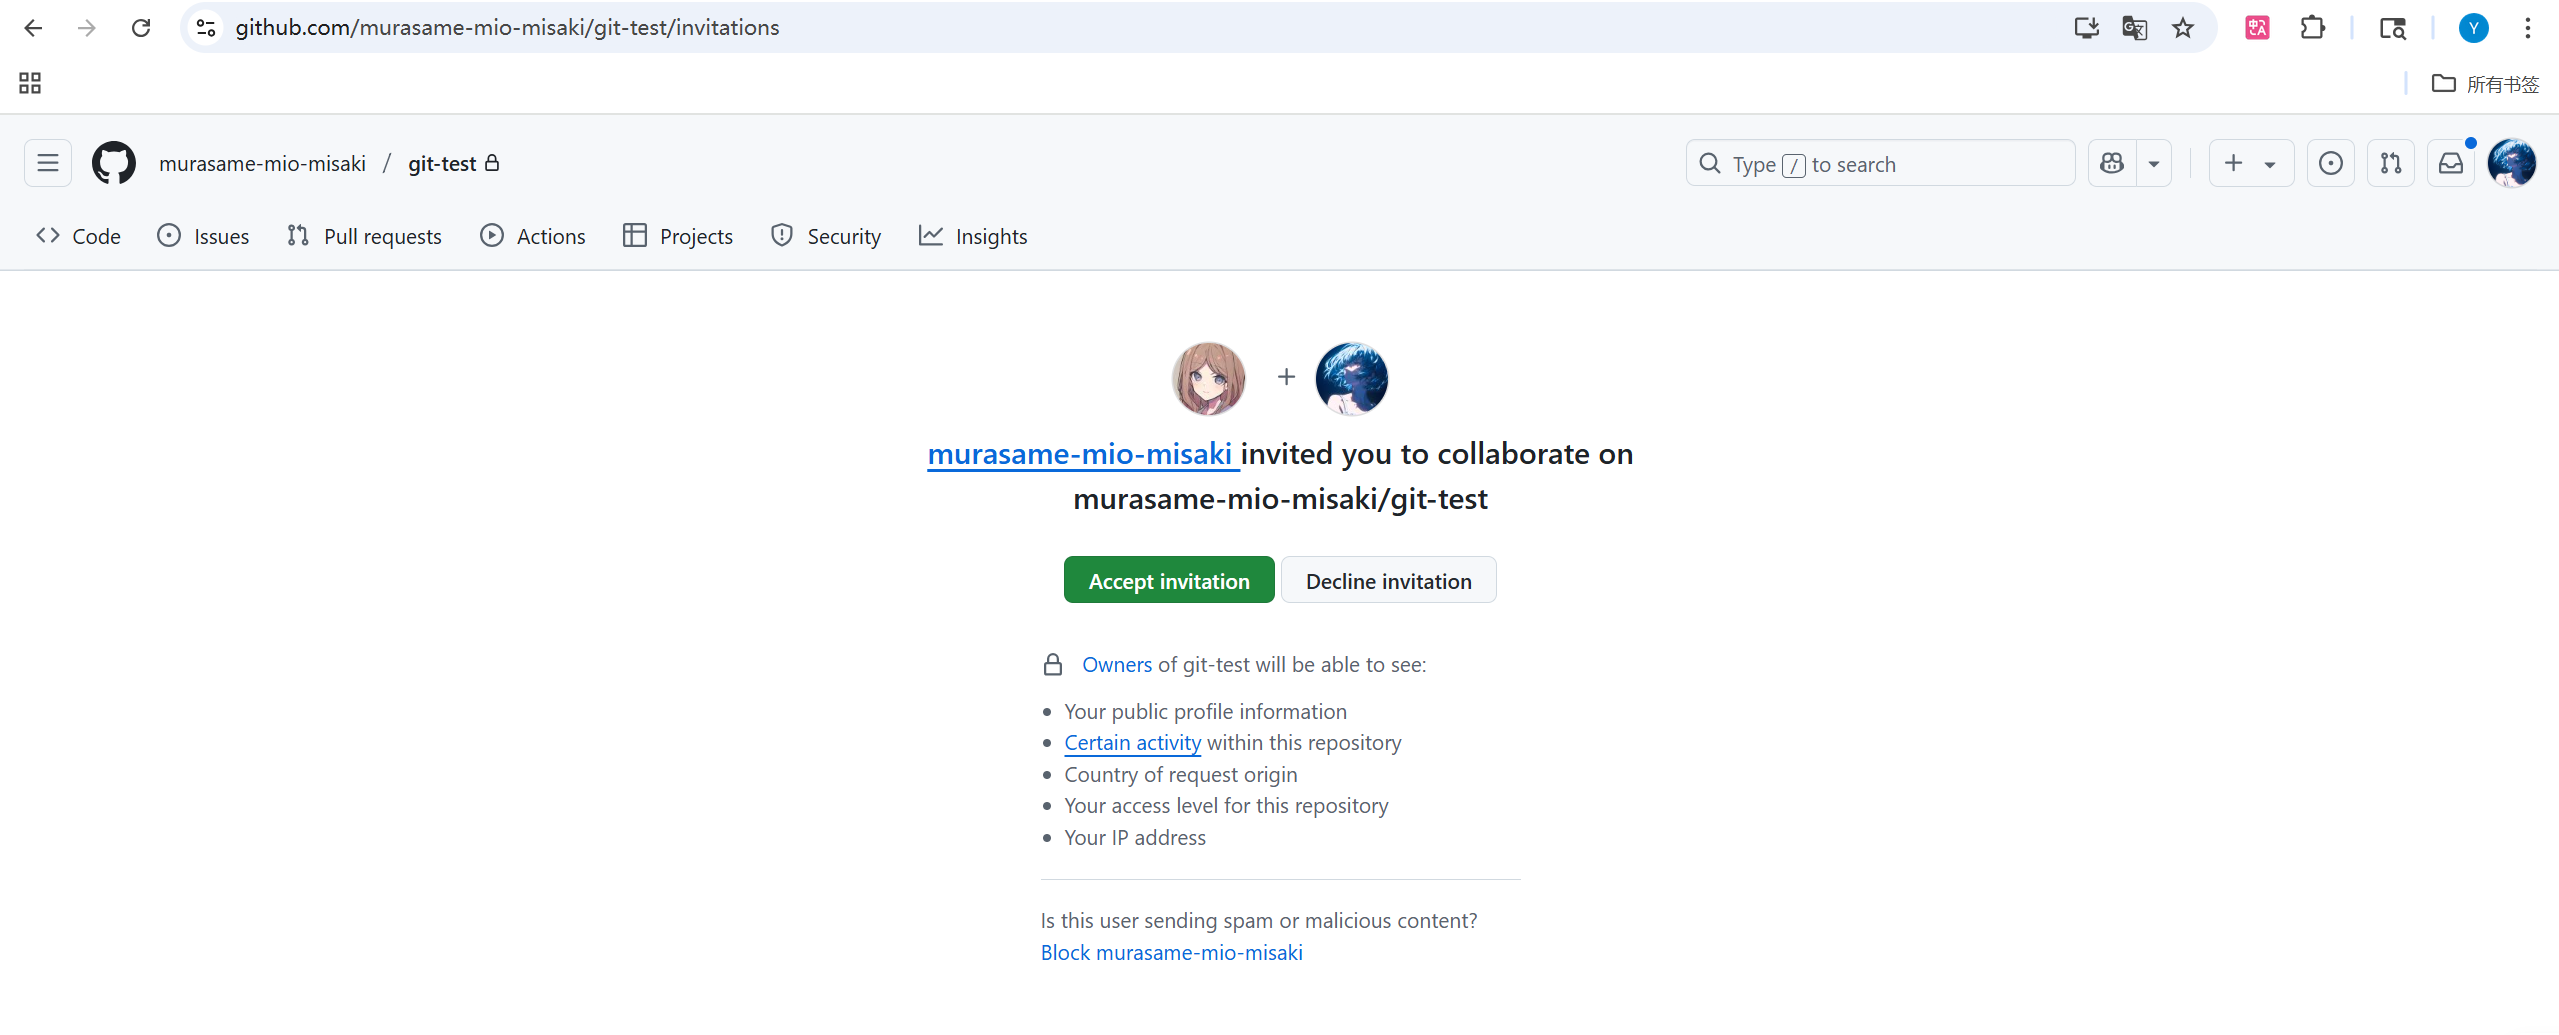 github.com/murasame-mio-misaki/git-test/invitations
Y
所有书签
murasame-mio-misaki / git-test
Type / to search
Code
Issues
Pull requests
Actions
Projects
Security
Insights
murasame-mio-misaki invited you to collaborate on
murasame-mio-misaki/git-test
Accept invitation
Decline invitation
Owners of git-test will be able to see:
Your public profile information
Certain activity within this repository
Country of request origin
Your access level for this repository
Your IP address
Is this user sending spam or malicious content?
Block murasame-mio-misaki